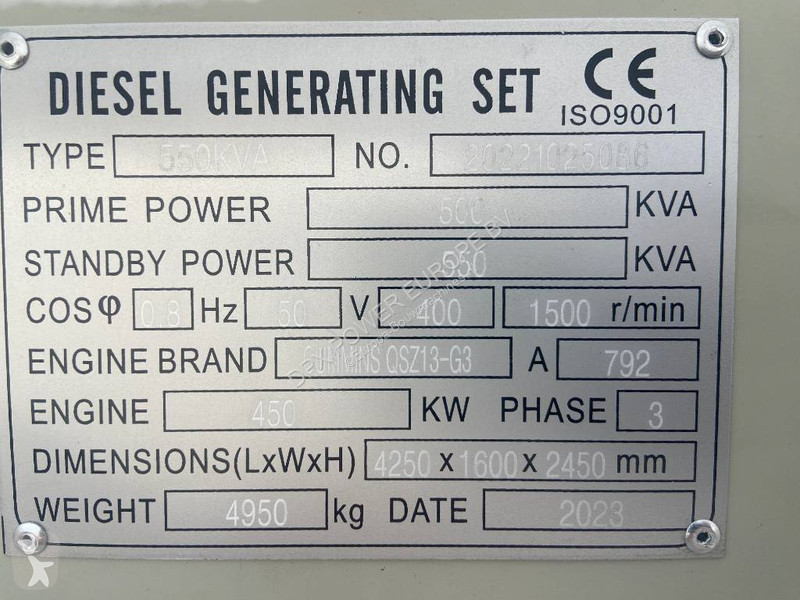 DIESEL GENERATING SET CE
ISO9001
TYPE 550KVA NO. 20221025086
PRIME POWER 500 KVA
STANDBY POWER 550 KVA
COSφ 0.8 Hz 50 V 400 1500 r/min
ENGINE BRAND CUMMINS QSZ13-G3 A 792
ENGINE 450 KW PHASE 3
DIMENSIONS(LxWxH) 4250 x 1600 x 2450 mm
WEIGHT 4950 kg DATE 2023